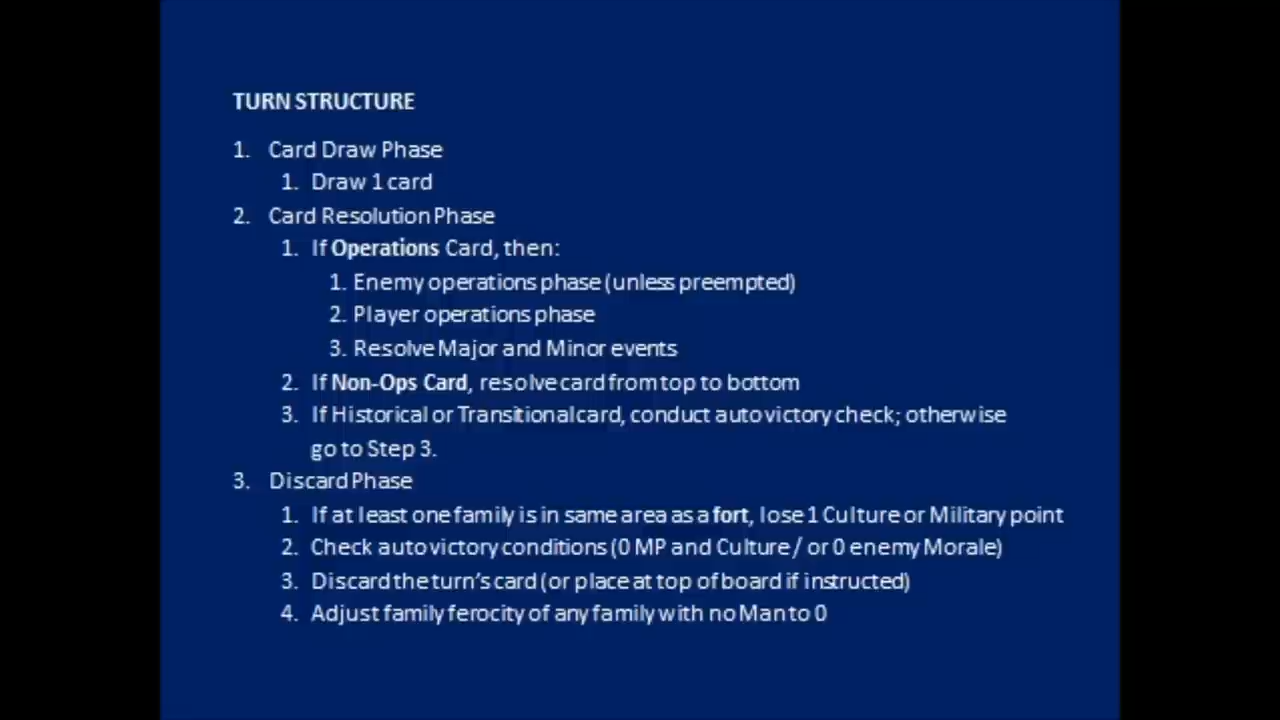 TURN STRUCTURE
1. Card Draw Phase
1. Draw 1 card
2. Card Resolution Phase
1. If Operations Card, then:
1. Enemy operations phase (unless preempted)
2. Player operations phase
3. Resolve Major and Minor events
2. If Non-Ops Card, resolve card from top to bottom
3. If Historical or Transitional card, conduct auto victory check; otherwise
go to Step 3.
3. Discard Phase
1. If at least one family is in same area as a fort, lose 1 Culture or Military point
2. Check auto victory conditions (0 MP and Culture / or 0 enemy Morale)
3. Discard the turn's card (or place at top of board if instructed)
4. Adjust family ferocity of any family with no Man to 0